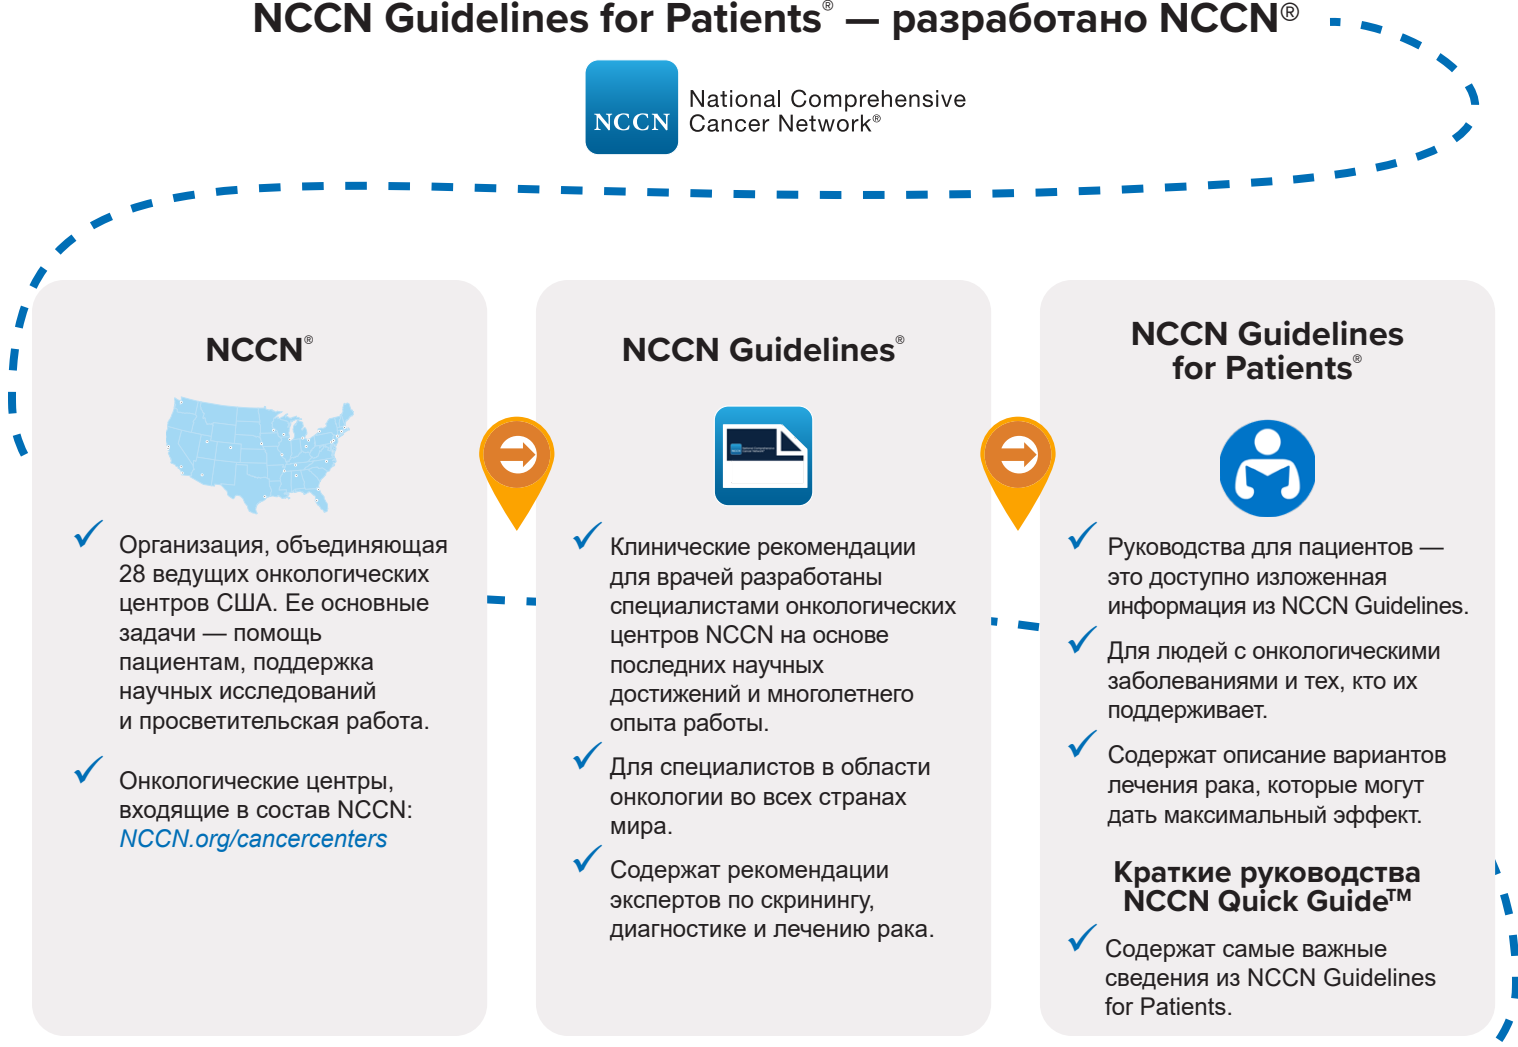 NCCN Guidelines for Patients® — разработано NCCN®
NCCN
National Comprehensive
Cancer Network®
NCCN®
Организация, объединяющая
28 ведущих онкологических
центров США. Ее основные
задачи — помощь
пациентам, поддержка
научных исследований
и просветительская работа.
Онкологические центры,
входящие в состав NCCN:
NCCN.org/cancercenters
NCCN Guidelines®
Клинические рекомендации
для врачей разработаны
специалистами онкологических
центров NCCN на основе
последних научных
достижений и многолетнего
опыта работы.
Для специалистов в области
онкологии во всех странах
мира.
Содержат рекомендации
экспертов по скринингу,
диагностике и лечению рака.
NCCN Guidelines
for Patients®
Руководства для пациентов —
это доступно изложенная
информация из NCCN Guidelines.
Для людей с онкологическими
заболеваниями и тех, кто их
поддерживает.
Содержат описание вариантов
лечения рака, которые могут
дать максимальный эффект.
Краткие руководства
NCCN Quick Guide™
Содержат самые важные
сведения из NCCN Guidelines
for Patients.